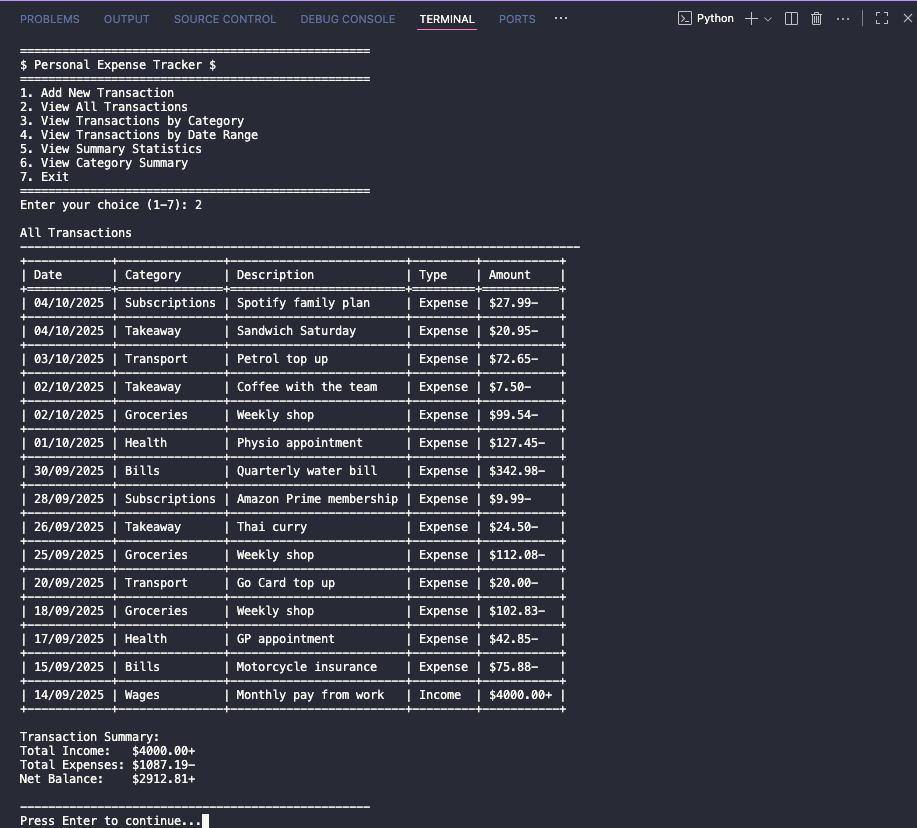 PROBLEMS OUTPUT SOURCE CONTROL DEBUG CONSOLE TERMINAL PORTS ... Python
$ Personal Expense Tracker $
1. Add New Transaction
2. View All Transactions
3. View Transactions by Category
4. View Transactions by Date Range
5. View Summary Statistics
6. View Category Summary
7. Exit
Enter your choice (1-7): 2
All Transactions
| Date | Category | Description | Type | Amount |
| 04/10/2025 | Subscriptions | Spotify family plan | Expense | $27.99- |
| 04/10/2025 | Takeaway | Sandwich Saturday | Expense | $20.95- |
| 03/10/2025 | Transport | Petrol top up | Expense | $72.65- |
| 02/10/2025 | Takeaway | Coffee with the team | Expense | $7.50- |
| 02/10/2025 | Groceries | Weekly shop | Expense | $99.54- |
| 01/10/2025 | Health | Physio appointment | Expense | $127.45- |
| 30/09/2025 | Bills | Quarterly water bill | Expense | $342.98- |
| 28/09/2025 | Subscriptions | Amazon Prime membership | Expense | $9.99- |
| 26/09/2025 | Takeaway | Thai curry | Expense | $24.50- |
| 25/09/2025 | Groceries | Weekly shop | Expense | $112.08- |
| 20/09/2025 | Transport | Go Card top up | Expense | $20.00- |
| 18/09/2025 | Groceries | Weekly shop | Expense | $102.83- |
| 17/09/2025 | Health | GP appointment | Expense | $42.85- |
| 15/09/2025 | Bills | Motorcycle insurance | Expense | $75.88- |
| 14/09/2025 | Wages | Monthly pay from work | Income | $4000.00+ |
Transaction Summary:
Total Income: $4000.00+
Total Expenses: $1087.19-
Net Balance: $2912.81+
Press Enter to continue...